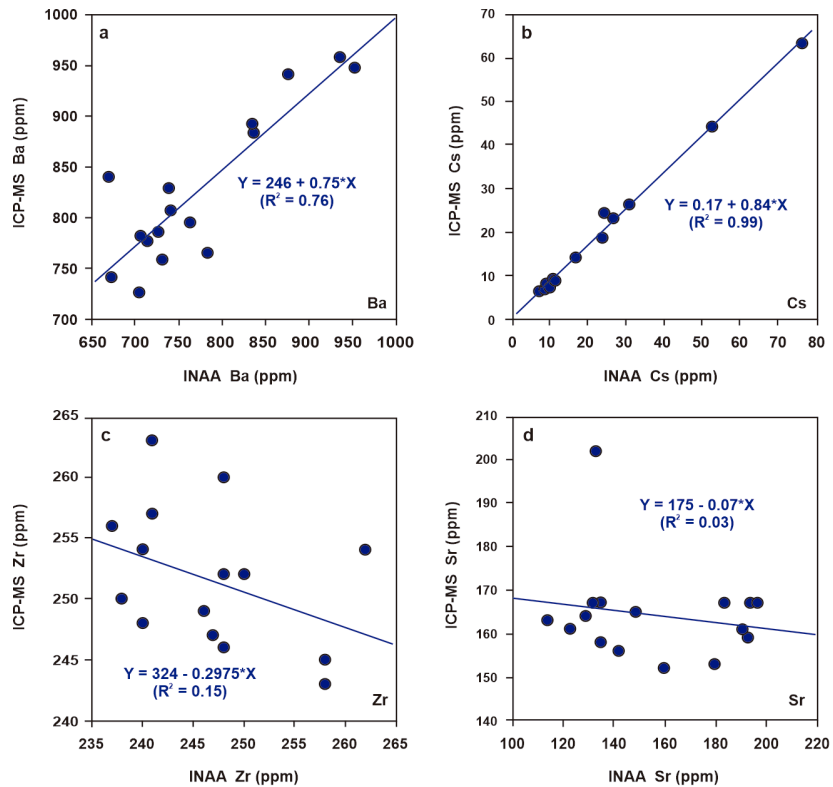 a
ICP-MS Ba (ppm)
1000
950
900
850
800
750
700
Y = 246 + 0.75*X
(R² = 0.76)
Ba
650 700 750 800 850 900 950 1000
INAA Ba (ppm)
b
ICP-MS Cs (ppm)
70
60
50
40
30
20
10
0
Y = 0.17 + 0.84*X
(R² = 0.99)
Cs
0 10 20 30 40 50 60 70 80
INAA Cs (ppm)
c
ICP-MS Zr (ppm)
265
260
255
250
245
240
Y = 324 - 0.2975*X
(R² = 0.15)
Zr
235 240 245 250 255 260 265
INAA Zr (ppm)
d
ICP-MS Sr (ppm)
210
200
190
180
170
160
150
140
Y = 175 - 0.07*X
(R² = 0.03)
Sr
100 120 140 160 180 200 220
INAA Sr (ppm)